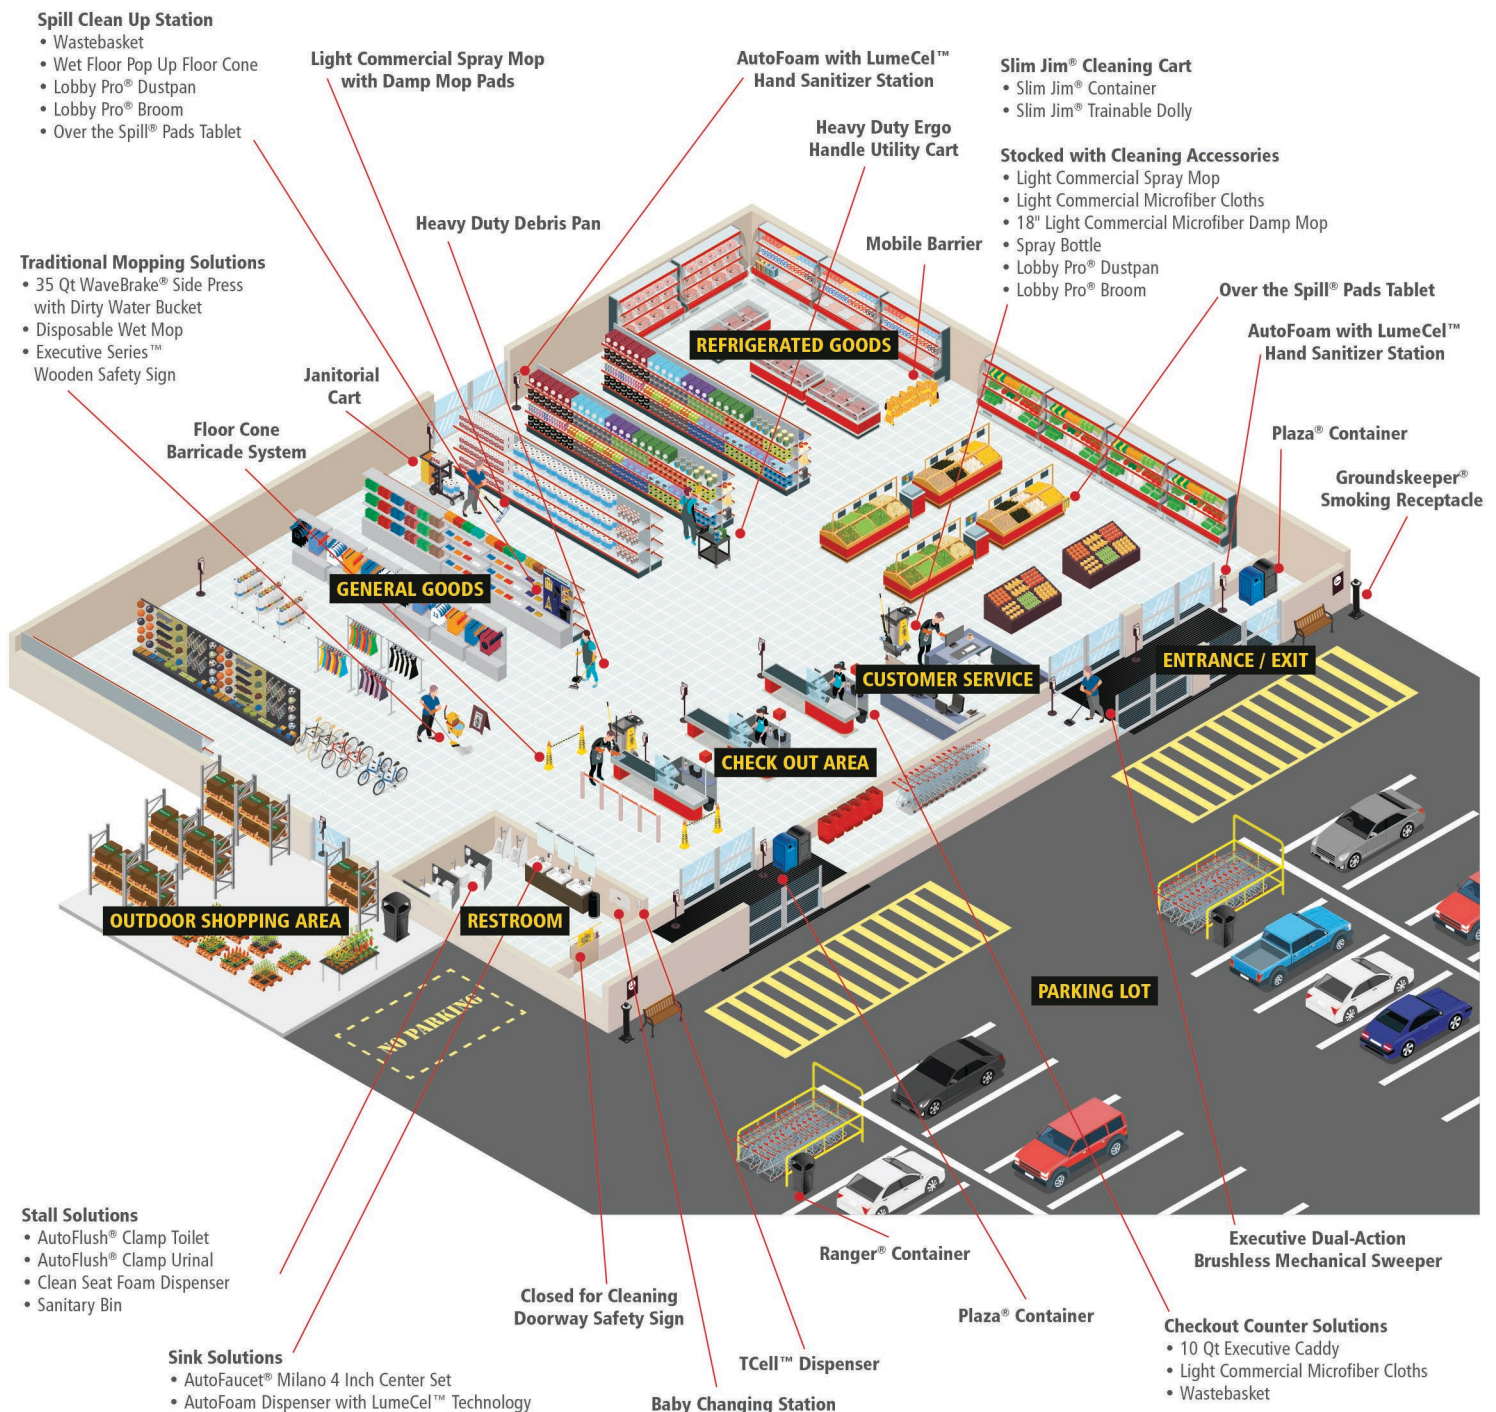 Spill Clean Up Station
• Wastebasket
• Wet Floor Pop Up Floor Cone
• Lobby Pro® Dustpan
• Lobby Pro® Broom
• Over the Spill® Pads Tablet
Light Commercial Spray Mop
with Damp Mop Pads
AutoFoam with LumeCel™
Hand Sanitizer Station
Heavy Duty Ergo
Handle Utility Cart
Slim Jim® Cleaning Cart
• Slim Jim® Container
• Slim Jim® Trainable Dolly
Stocked with Cleaning Accessories
• Light Commercial Spray Mop
• Light Commercial Microfiber Cloths
• 18" Light Commercial Microfiber Damp Mop
• Spray Bottle
• Lobby Pro® Dustpan
• Lobby Pro® Broom
Heavy Duty Debris Pan
Mobile Barrier
Traditional Mopping Solutions
• 35 Qt WaveBrake® Side Press
with Dirty Water Bucket
• Disposable Wet Mop
• Executive Series™
Wooden Safety Sign
Over the Spill® Pads Tablet
AutoFoam with LumeCel™
Hand Sanitizer Station
Janitorial
Cart
Floor Cone
Barricade System
Plaza® Container
Groundskeeper®
Smoking Receptacle
REFRIGERATED GOODS
GENERAL GOODS
ENTRANCE / EXIT
CUSTOMER SERVICE
CHECK OUT AREA
OUTDOOR SHOPPING AREA
RESTROOM
PARKING LOT
NO PARKING
Stall Solutions
• AutoFlush® Clamp Toilet
• AutoFlush® Clamp Urinal
• Clean Seat Foam Dispenser
• Sanitary Bin
Sink Solutions
• AutoFaucet® Milano 4 Inch Center Set
• AutoFoam Dispenser with LumeCel™ Technology
Closed for Cleaning
Doorway Safety Sign
Baby Changing Station
TCell™ Dispenser
Ranger® Container
Plaza® Container
Executive Dual-Action
Brushless Mechanical Sweeper
Checkout Counter Solutions
• 10 Qt Executive Caddy
• Light Commercial Microfiber Cloths
• Wastebasket